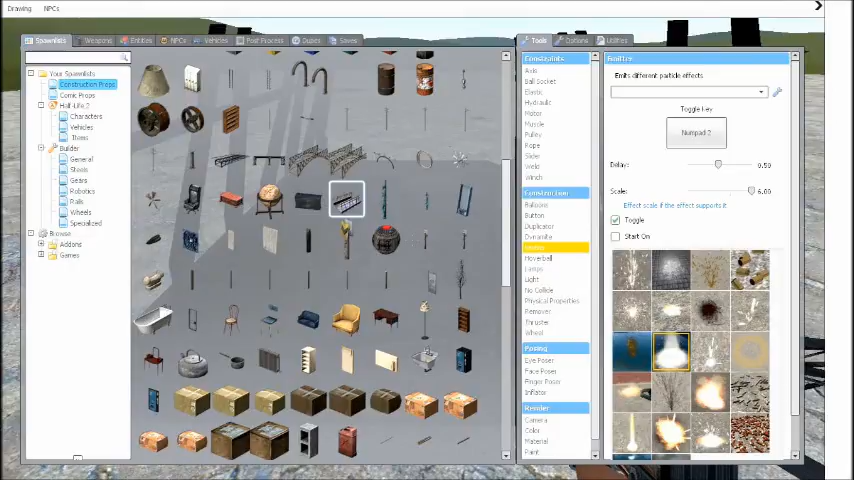 Drawing NPCs
Spawnlists Weapons Entities NPCs Vehicles Post Process Dupes Saves
Your Spawnlists
Construction Props
Comic Props
Half-Life 2
Characters
Vehicles
Items
Builder
General
Steels
Gears
Robotics
Rails
Wheels
Specialized
Browse
Addons
Games
Tools Options Utilities
Constraints
Axis
Ball Socket
Elastic
Hydraulic
Motor
Muscle
Pulley
Rope
Slider
Weld
Winch
Construction
Balloons
Button
Duplicator
Dynamite
Emitter
Hoverball
Lamps
Light
No Collide
Physical Properties
Remover
Thruster
Wheel
Posing
Eye Poser
Face Poser
Finger Poser
Inflator
Render
Camera
Color
Material
Paint
Emitter
Emits different particle effects
Toggle Key
Numpad 2
Delay: 0.50
Scale: 6.00
Effect scale if the effect supports it
Toggle
Start On